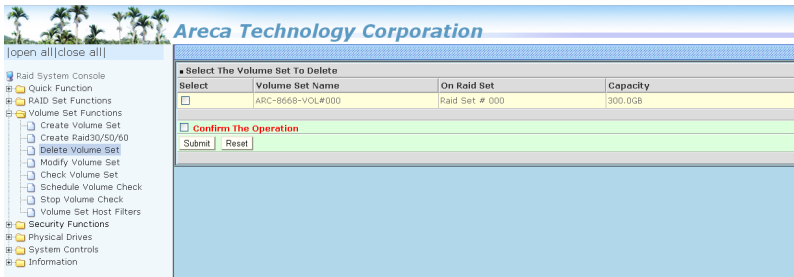 Areca Technology Corporation
|open all|close all|
Raid System Console
Quick Function
RAID Set Functions
Volume Set Functions
Create Volume Set
Create Raid30/50/60
Delete Volume Set
Modify Volume Set
Check Volume Set
Schedule Volume Check
Stop Volume Check
Volume Set Host Filters
Security Functions
Physical Drives
System Controls
Information
Select The Volume Set To Delete
Select Volume Set Name On Raid Set Capacity
ARC-8668-VOL#000 Raid Set # 000 300.0GB
Confirm The Operation
Submit Reset